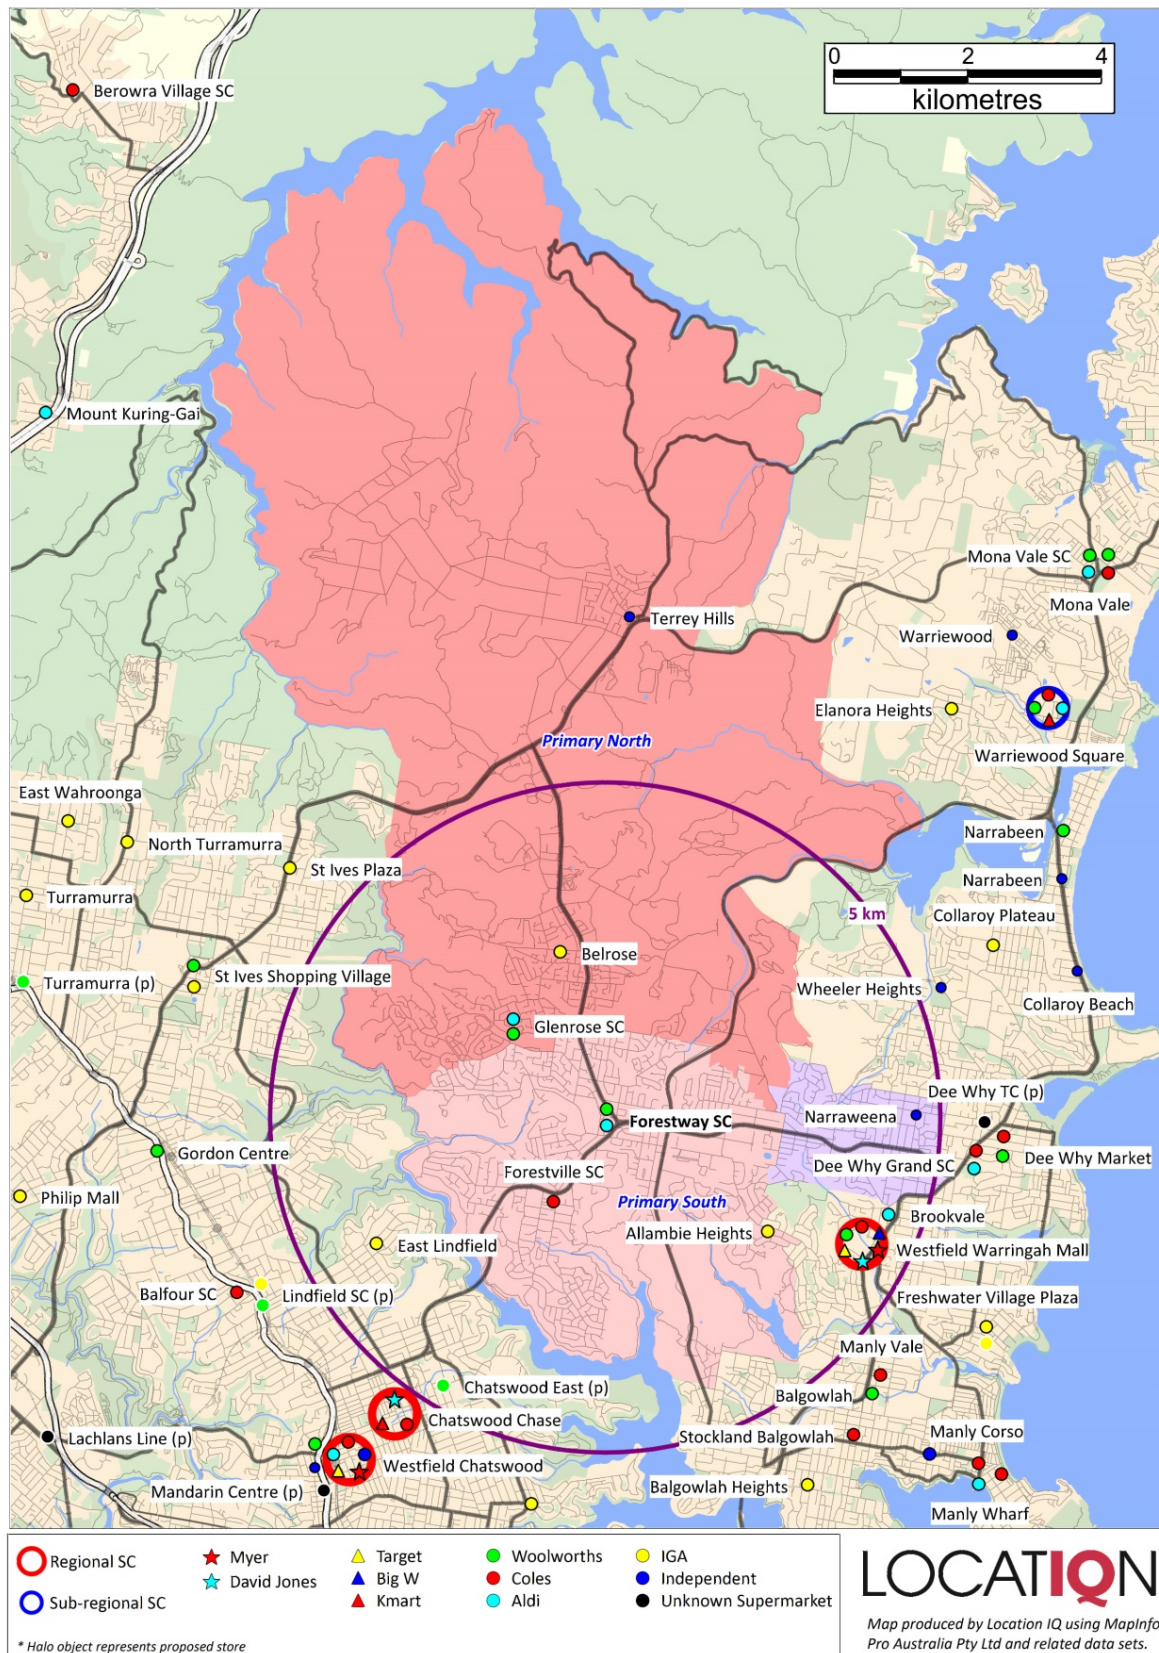 0 2 4
kilometres
Berowra Village SC
Mount Kuring-Gai
Mona Vale SC
Mona Vale
Terrey Hills
Warriewood
Elanora Heights
Primary North
Warriewood Square
East Wahroonga
Narrabeen
North Turramurra
St Ives Plaza
Narrabeen
Turramurra
5 km
Collaroy Plateau
Belrose
St Ives Shopping Village
Turramurra (p)
Wheeler Heights
Collaroy Beach
Glenrose SC
Dee Why TC (p)
Narraweena
Forestway SC
Gordon Centre
Dee Why Grand SC
Dee Why Market
Forestville SC
Philip Mall
Primary South
Brookvale
Allambie Heights
East Lindfield
Westfield Warringah Mall
Balfour SC
Lindfield SC (p)
Freshwater Village Plaza
Manly Vale
Chatswood East (p)
Balgowlah
Chatswood Chase
Lachlans Line (p)
Stockland Balgowlah
Manly Corso
Westfield Chatswood
Mandarin Centre (p)
Balgowlah Heights
Manly Wharf
Regional SC
Sub-regional SC
Myer
David Jones
Target
Big W
Kmart
Woolworths
Coles
Aldi
IGA
Independent
Unknown Supermarket
* Halo object represents proposed store
LOCATIQN
Map produced by Location IQ using MapInfo
Pro Australia Pty Ltd and related data sets.